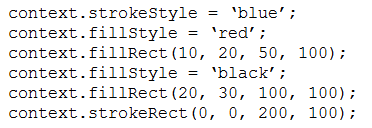 context.strokeStyle = ‘blue’;
context.fillStyle = ‘red’;
context.fillRect(10, 20, 50, 100);
context.fillStyle = ‘black’;
context.fillRect(20, 30, 100, 100);
context.strokeRect(0, 0, 200, 100);